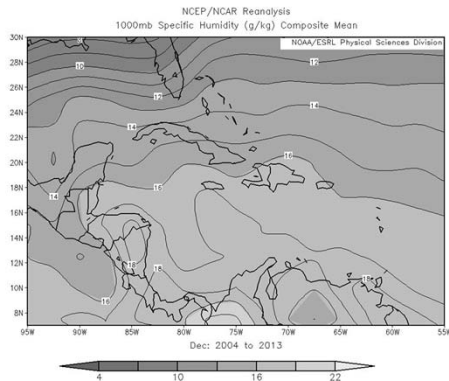 NCEP/NCAR Reanalysis
1000mb Specific Humidity (g/kg) Composite Mean
NOAA/ESRL Physical Sciences Division
30N
28N
26N
24N
22N
20N
18N
16N
14N
12N
10N
8N
10
12
12
14
14
14
16
16
16
18
18
18
95W 90W 85W 80W 75W 70W 65W 60W 55W
Dec: 2004 to 2013
4 10 16 22